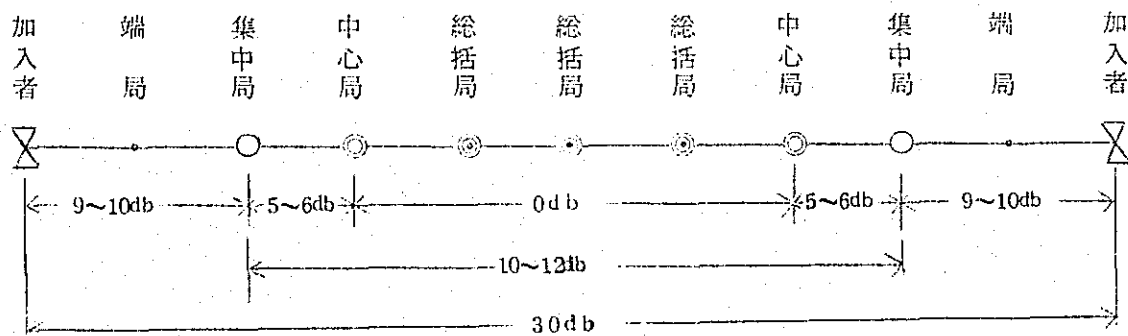 加入者 端局 集中局 中心局 総括局 総括局 総括局 中心局 集中局 端局 加入者
9～10db 5～6db 0db 5～6db 9～10db
10～12db
30db